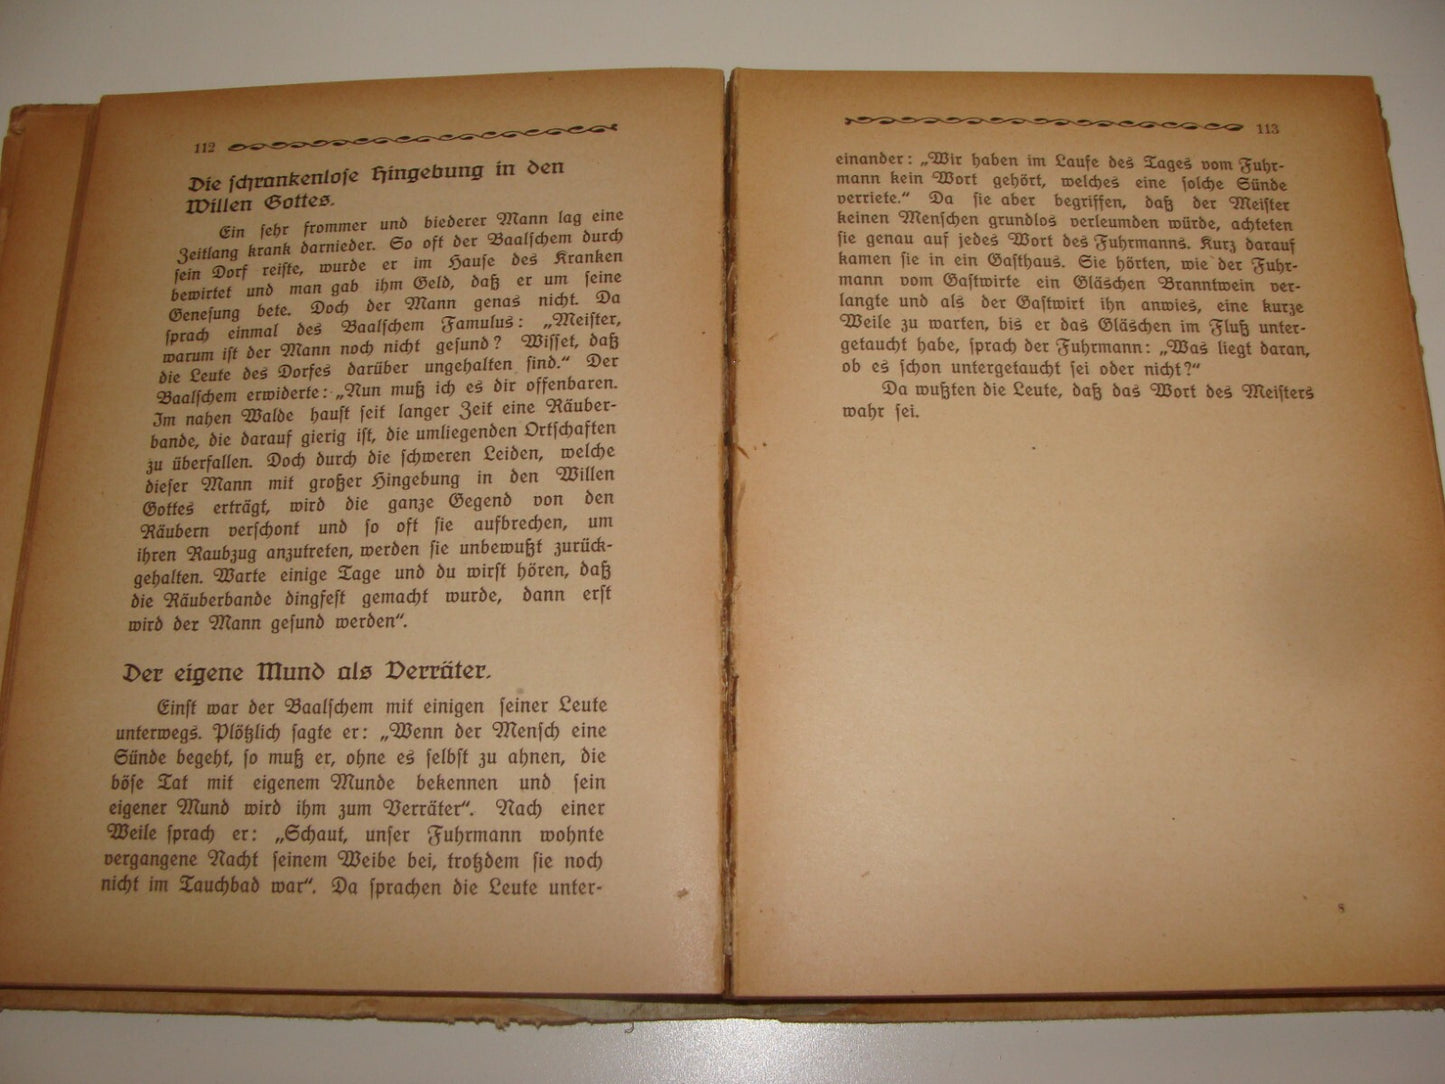 112
Die schrankenlose Hingebung in den
Willen Gottes.
Ein sehr frommer und biederer Mann lag eine
Zeitlang krank darnieder. So oft der Baalschem durch
sein Dorf reiste, wurde er im Hause des Kranken
bewirtet und man gab ihm Geld, daß er um seine
Genesung bete. Doch der Mann genas nicht. Da
sprach einmal des Baalschem Famulus: „Meister,
warum ist der Mann noch nicht gesund? Wisset, daß
die Leute des Dorfes darüber ungehalten sind.“ Der
Baalschem erwiderte: „Nun muß ich es dir offenbaren.
Im nahen Walde haust seit langer Zeit eine Räuber-
bande, die darauf gierig ist, die umliegenden Ortschaften
zu überfallen. Doch durch die schweren Leiden, welche
dieser Mann mit großer Hingebung in den Willen
Gottes erträgt, wird die ganze Gegend von den
Räubern verschont und so oft sie aufbrechen, um
ihren Raubzug anzutreten, werden sie unbewußt zurück-
gehalten. Warte einige Tage und du wirst hören, daß
die Räuberbande dingfest gemacht wurde, dann erst
wird der Mann gesund werden“.
Der eigene Mund als Verräter.
Einst war der Baalschem mit einigen seiner Leute
unterwegs. Plötzlich sagte er: „Wenn der Mensch eine
Sünde begeht, so muß er, ohne es selbst zu ahnen, die
böse Tat mit eigenem Munde bekennen und sein
eigener Mund wird ihm zum Verräter“. Nach einer
Weile sprach er: „Schaut, unser Fuhrmann wohnte
vergangene Nacht seinem Weibe bei, trotzdem sie noch
nicht im Tauchbad war“. Da sprachen die Leute unter-
113
einander: „Wir haben im Laufe des Tages vom Fuhr-
mann kein Wort gehört, welches eine solche Sünde
verriete.“ Da sie aber begriffen, daß der Meister
keinen Menschen grundlos verleumden würde, achteten
sie genau auf jedes Wort des Fuhrmanns. Kurz darauf
kamen sie in ein Gasthaus. Sie hörten, wie der Fuhr-
mann vom Gastwirte ein Gläschen Branntwein ver-
langte und als der Gastwirt ihn anwies, eine kurze
Weile zu warten, bis er das Gläschen im Fluß unter-
getaucht habe, sprach der Fuhrmann: „Was liegt daran,
ob es schon untergetaucht sei oder nicht?“
Da wußten die Leute, daß das Wort des Meisters
wahr sei.
8